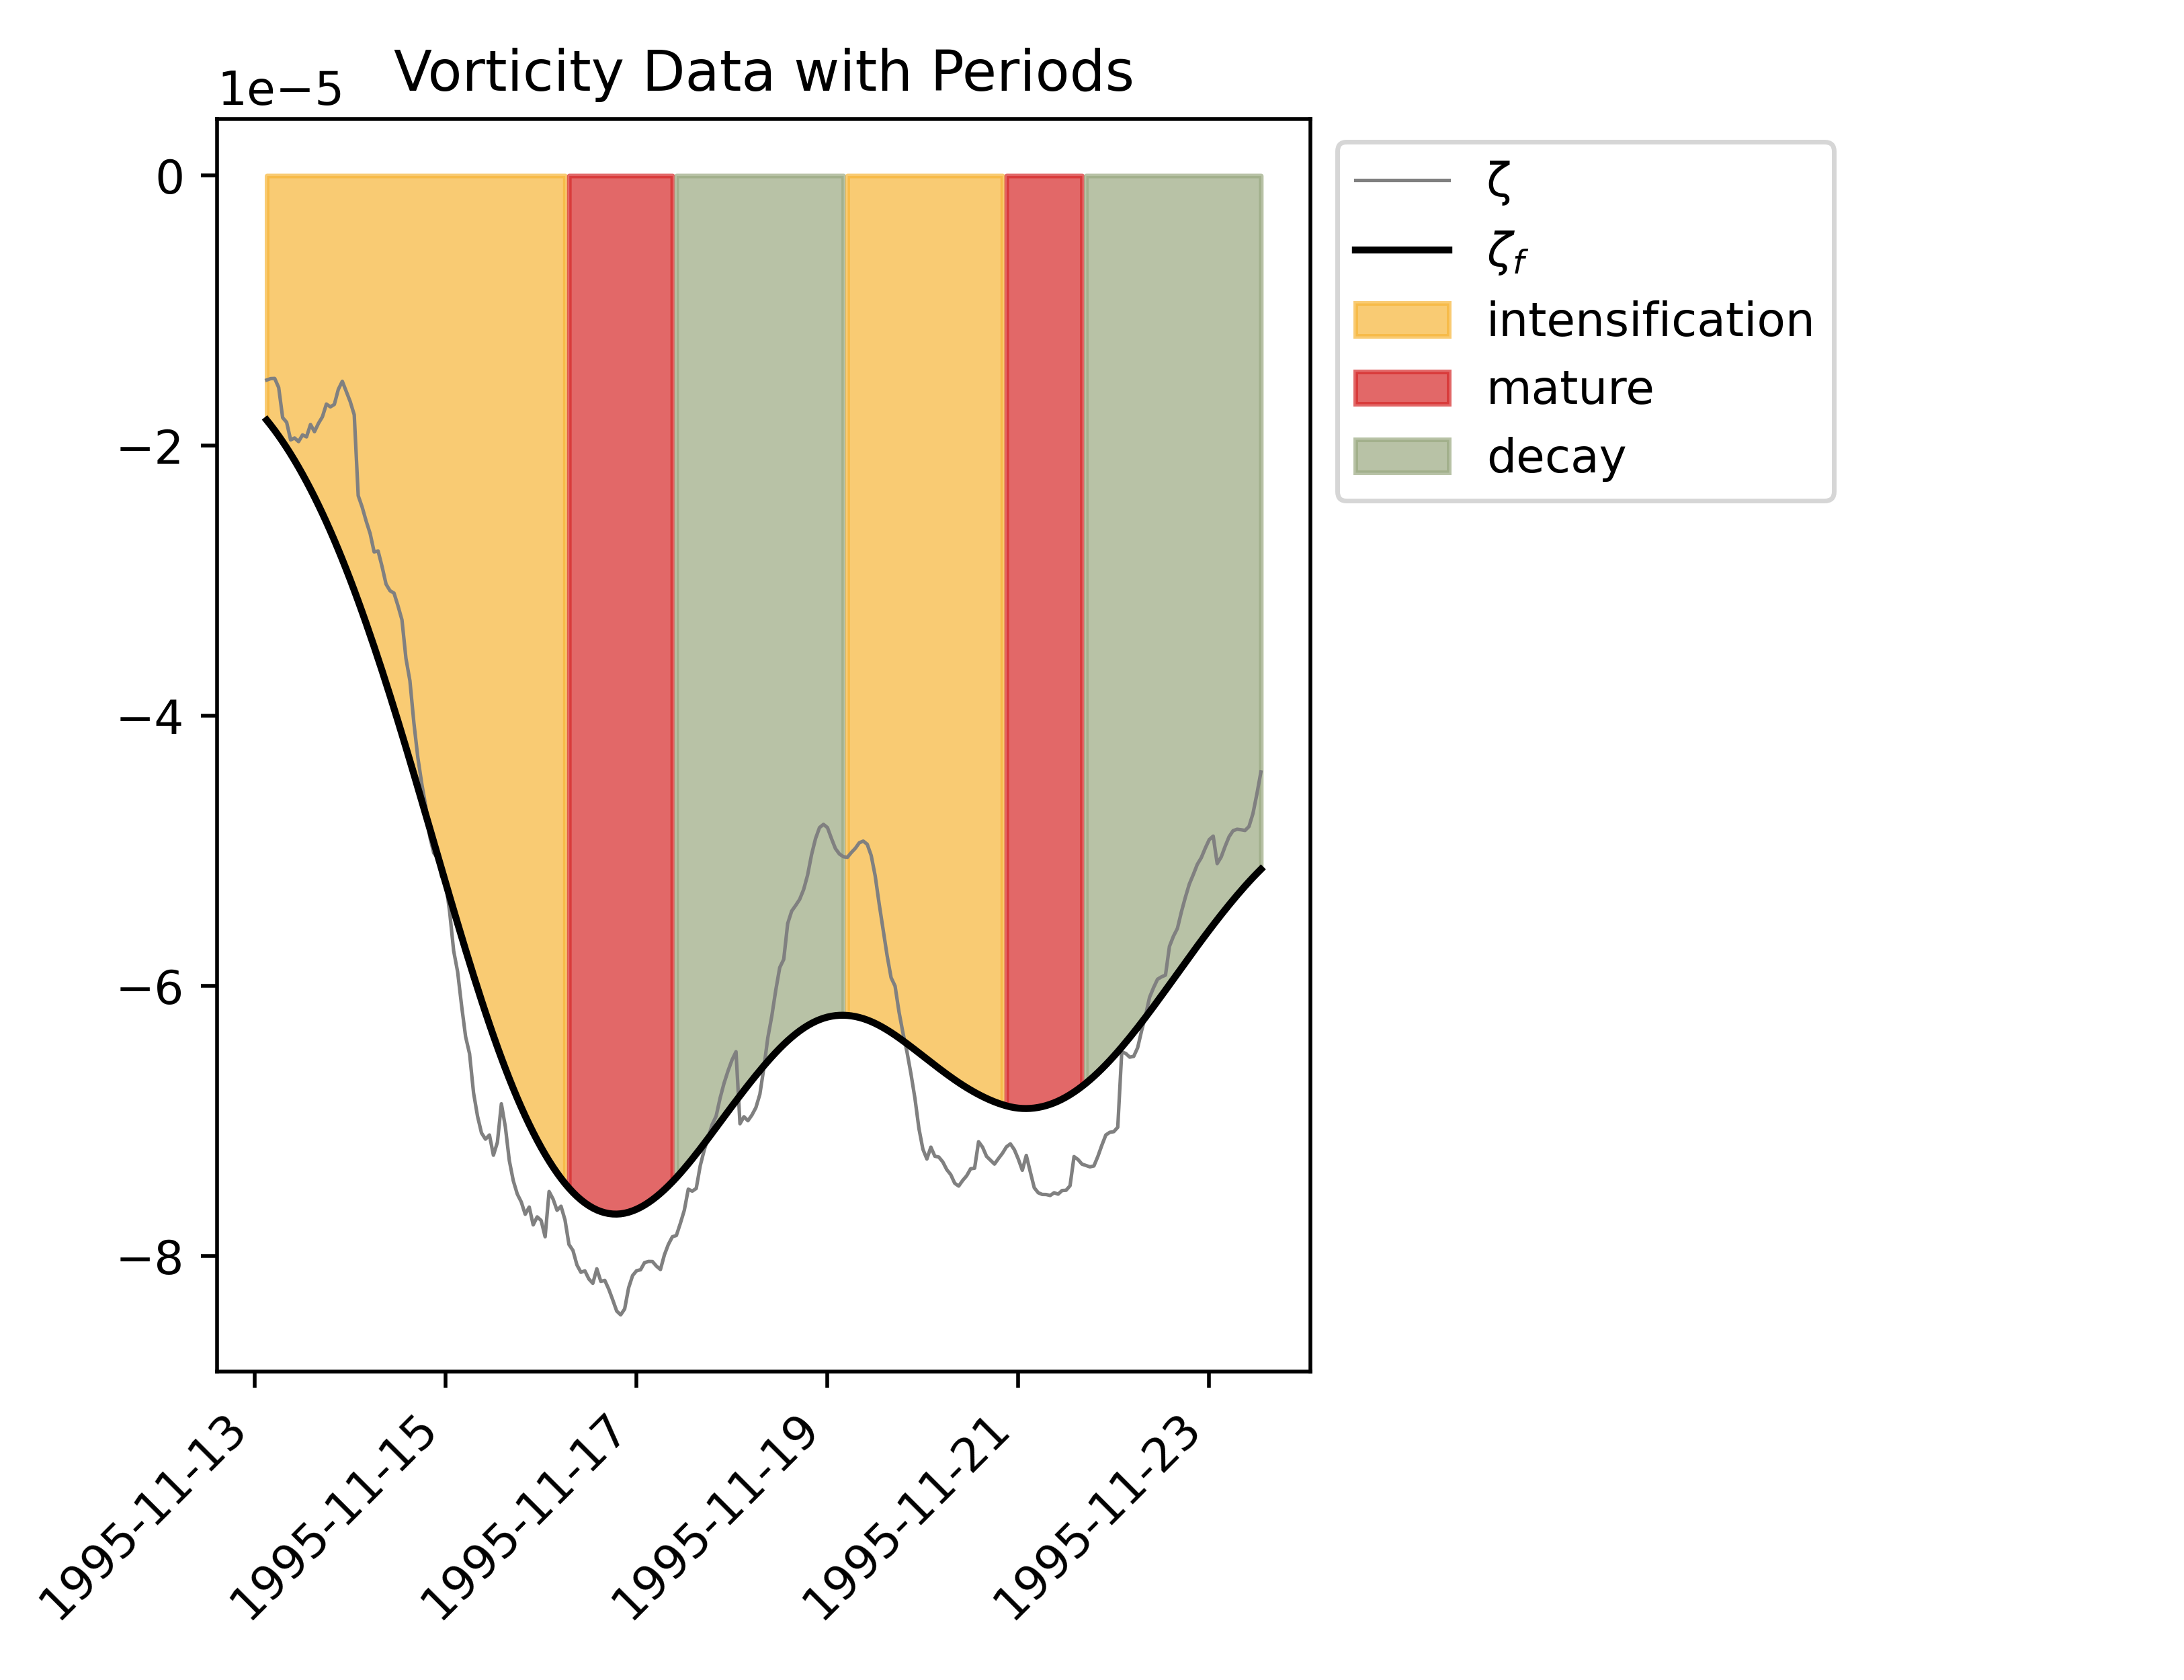 Vorticity Data with Periods
1e−5
0
−2
−4
−6
−8
1995-11-13
1995-11-15
1995-11-17
1995-11-19
1995-11-21
1995-11-23
ζ
ζf
intensification
mature
decay